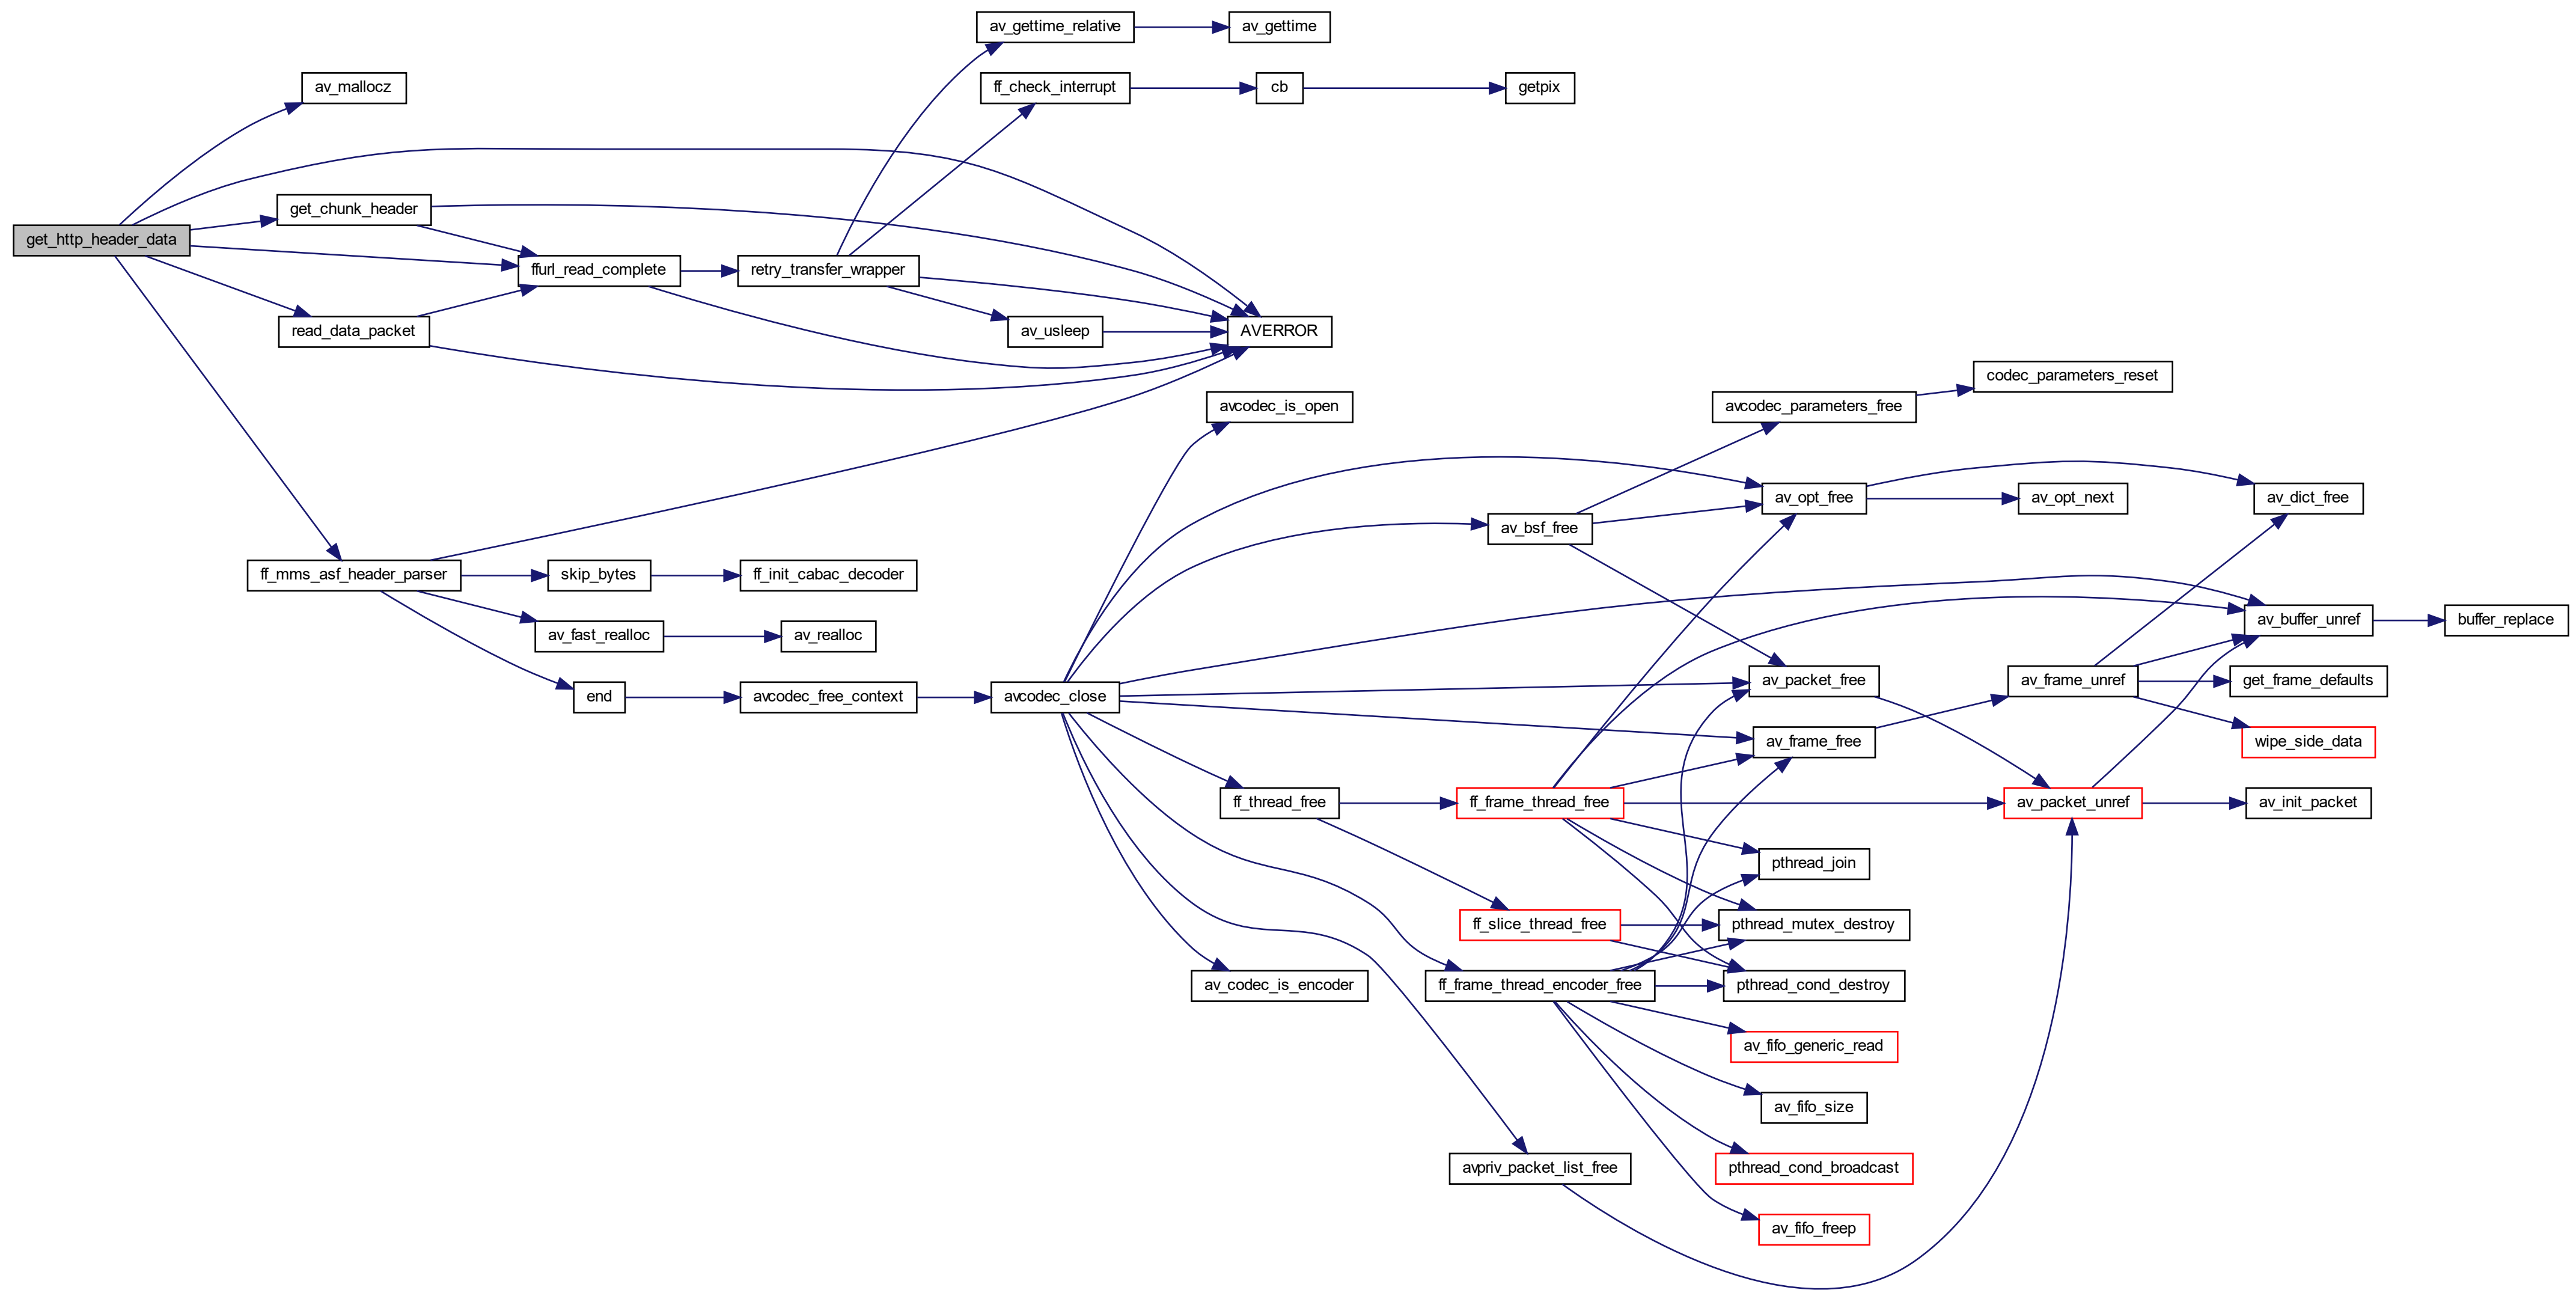 av_gettime_relative
av_gettime
av_mallocz
ff_check_interrupt
cb
getpix
get_chunk_header
get_http_header_data
ffurl_read_complete
retry_transfer_wrapper
read_data_packet
av_usleep
AVERROR
codec_parameters_reset
avcodec_is_open
avcodec_parameters_free
av_opt_free
av_opt_next
av_dict_free
av_bsf_free
ff_mms_asf_header_parser
skip_bytes
ff_init_cabac_decoder
av_fast_realloc
av_realloc
av_buffer_unref
buffer_replace
end
avcodec_free_context
avcodec_close
av_packet_free
av_frame_unref
get_frame_defaults
av_frame_free
wipe_side_data
ff_thread_free
ff_frame_thread_free
av_packet_unref
av_init_packet
pthread_join
ff_slice_thread_free
pthread_mutex_destroy
av_codec_is_encoder
ff_frame_thread_encoder_free
pthread_cond_destroy
av_fifo_generic_read
av_fifo_size
avpriv_packet_list_free
pthread_cond_broadcast
av_fifo_freep